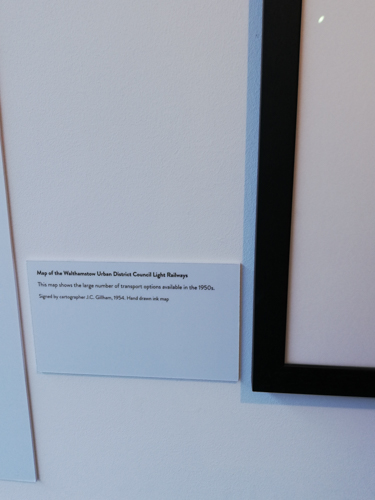 Map of the Walthamstow Urban District Council Light Railways
This map shows the large number of transport options available in the 1950s.
Signed by cartographer J.C. Gillham, 1954. Hand drawn ink map